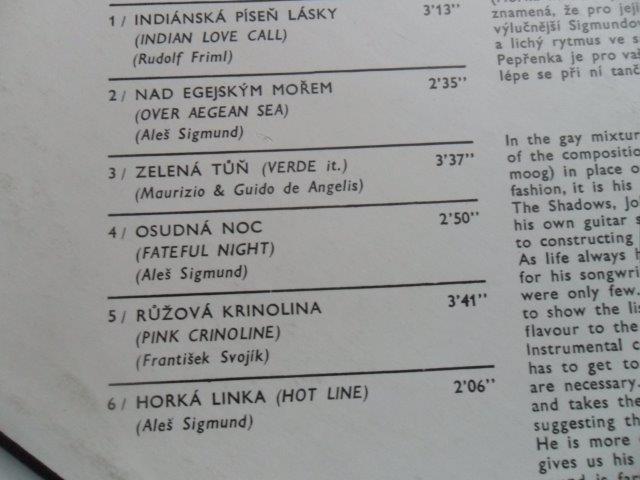 1/ INDIÁNSKÁ PÍSEŇ LÁSKY 3'13''
(INDIAN LOVE CALL)
(Rudolf Friml)
2/ NAD EGEJSKÝM MOŘEM 2'35''
(OVER AEGEAN SEA)
(Aleš Sigmund)
3/ ZELENÁ TŮŇ (VERDE it.) 3'37''
(Maurizio & Guido de Angelis)
4/ OSUDNÁ NOC 2'50''
(FATEFUL NIGHT)
(Aleš Sigmund)
5/ RŮŽOVÁ KRINOLINA 3'41''
(PINK CRINOLINE)
(František Svojík)
6/ HORKÁ LINKA (HOT LINE) 2'06''
(Aleš Sigmund)
znamená, že pro jeji
výlučnější Sigmundov
a lichý rytmus ve s
Pepřenka je pro vaš
lépe se při ní tanč
In the gay mixtur
of the compositio
moog) in place o
fashion, it is his
The Shadows, Jo
his own guitar s
to constructing
As life always h
for his songwri
were only few.
to show the lis
flavour to the
Instrumental c
has to get to
are necessary.
and takes the
suggesting th
He is more
gives us his